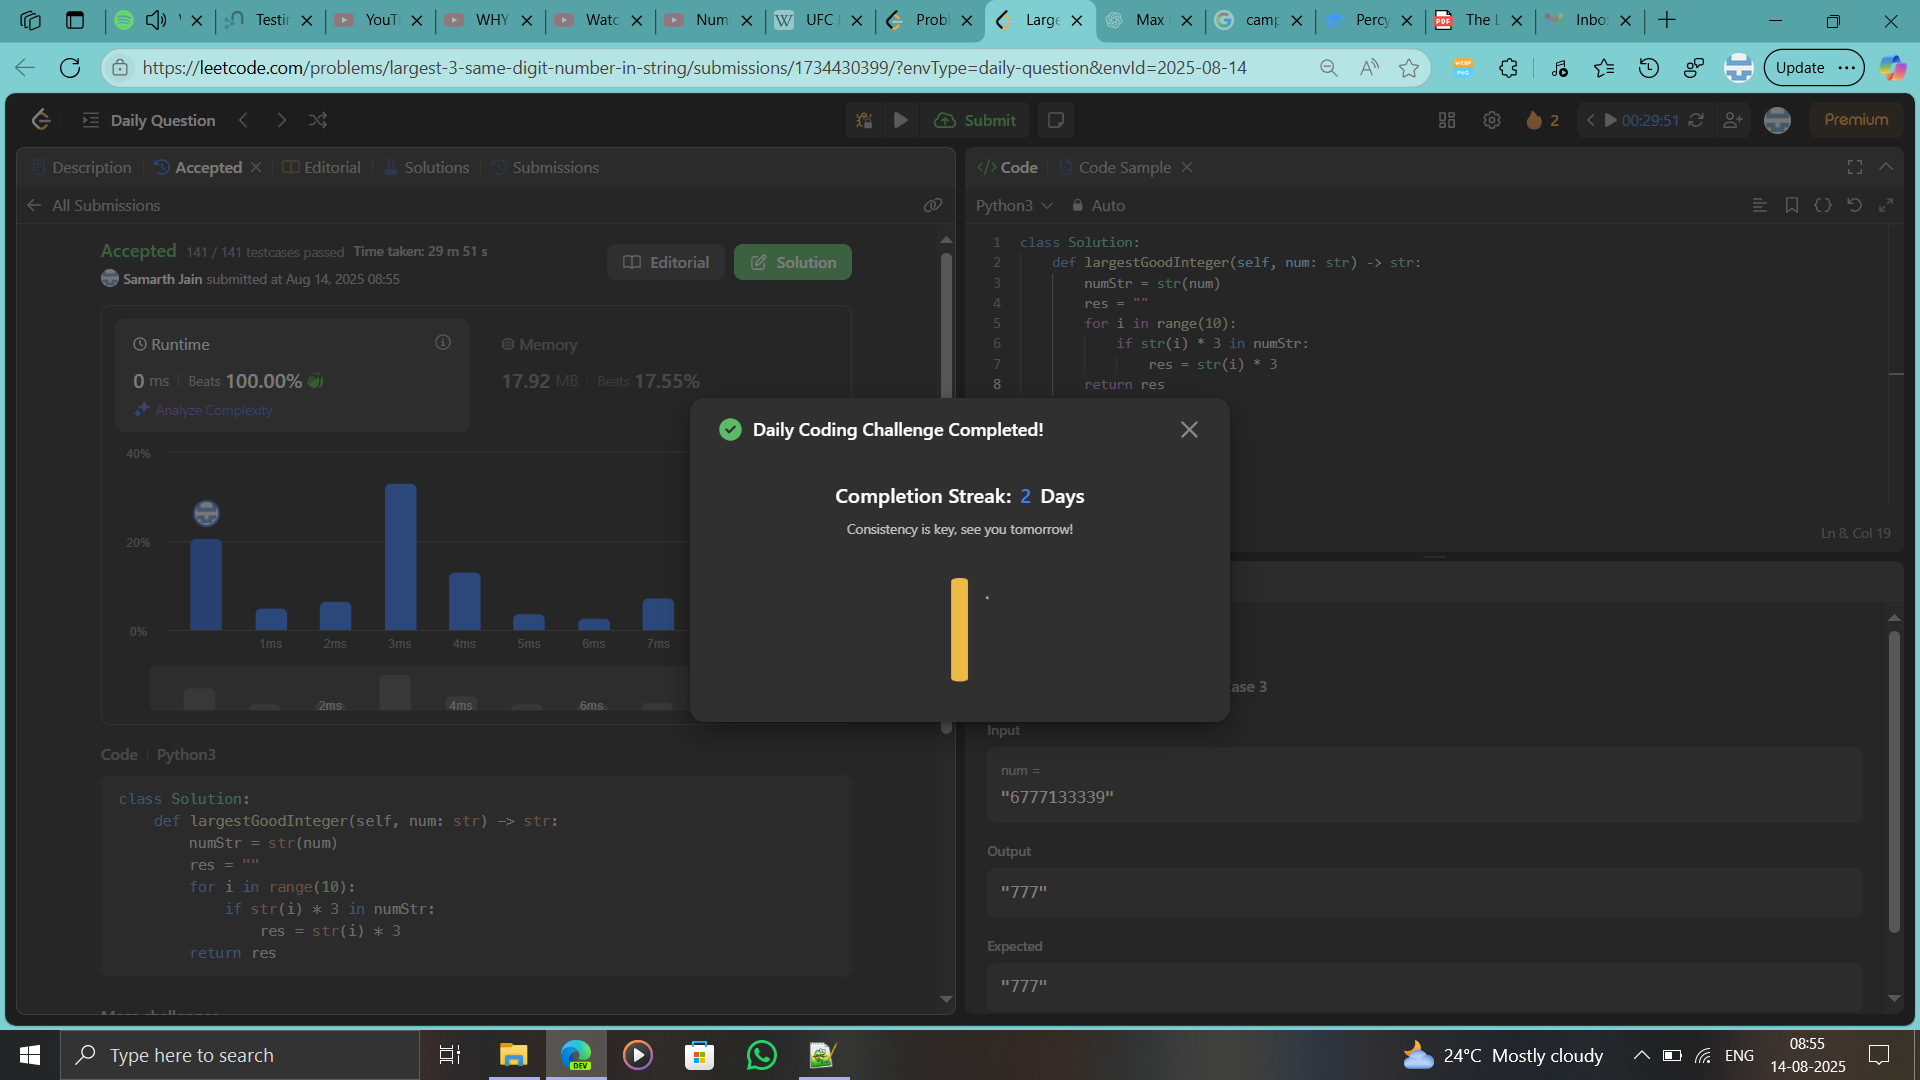 Testin
YouT
WHY
Watc
Num
UFC
Probl
Large
Max
camp
Percy
The L
Inbo
https://leetcode.com/problems/largest-3-same-digit-number-in-string/submissions/1734430399/?envType=daily-question&envId=2025-08-14
Update
Daily Question
Submit
2
00:29:51
Premium
Description
Accepted
Editorial
Solutions
Submissions
All Submissions
Accepted 141 / 141 testcases passed Time taken: 29 m 51 s
Samarth Jain submitted at Aug 14, 2025 08:55
Editorial
Solution
Runtime
0 ms Beats 100.00%
Analyze Complexity
Memory
17.92 MB Beats 17.55%
40%
20%
0%
1ms 2ms 3ms 4ms 5ms 6ms 7ms
2ms 4ms 6ms
Code Python3
class Solution:
def largestGoodInteger(self, num: str) -> str:
numStr = str(num)
res = ""
for i in range(10):
if str(i) * 3 in numStr:
res = str(i) * 3
return res
</> Code
Code Sample
Python3
Auto
1 class Solution:
2 def largestGoodInteger(self, num: str) -> str:
3 numStr = str(num)
4 res = ""
5 for i in range(10):
6 if str(i) * 3 in numStr:
7 res = str(i) * 3
8 return res
Ln 8, Col 19
Daily Coding Challenge Completed!
Completion Streak: 2 Days
Consistency is key, see you tomorrow!
ase 3
Input
num =
"6777133339"
Output
"777"
Expected
"777"
Type here to search
DEV
24°C Mostly cloudy
ENG
08:55
14-08-2025